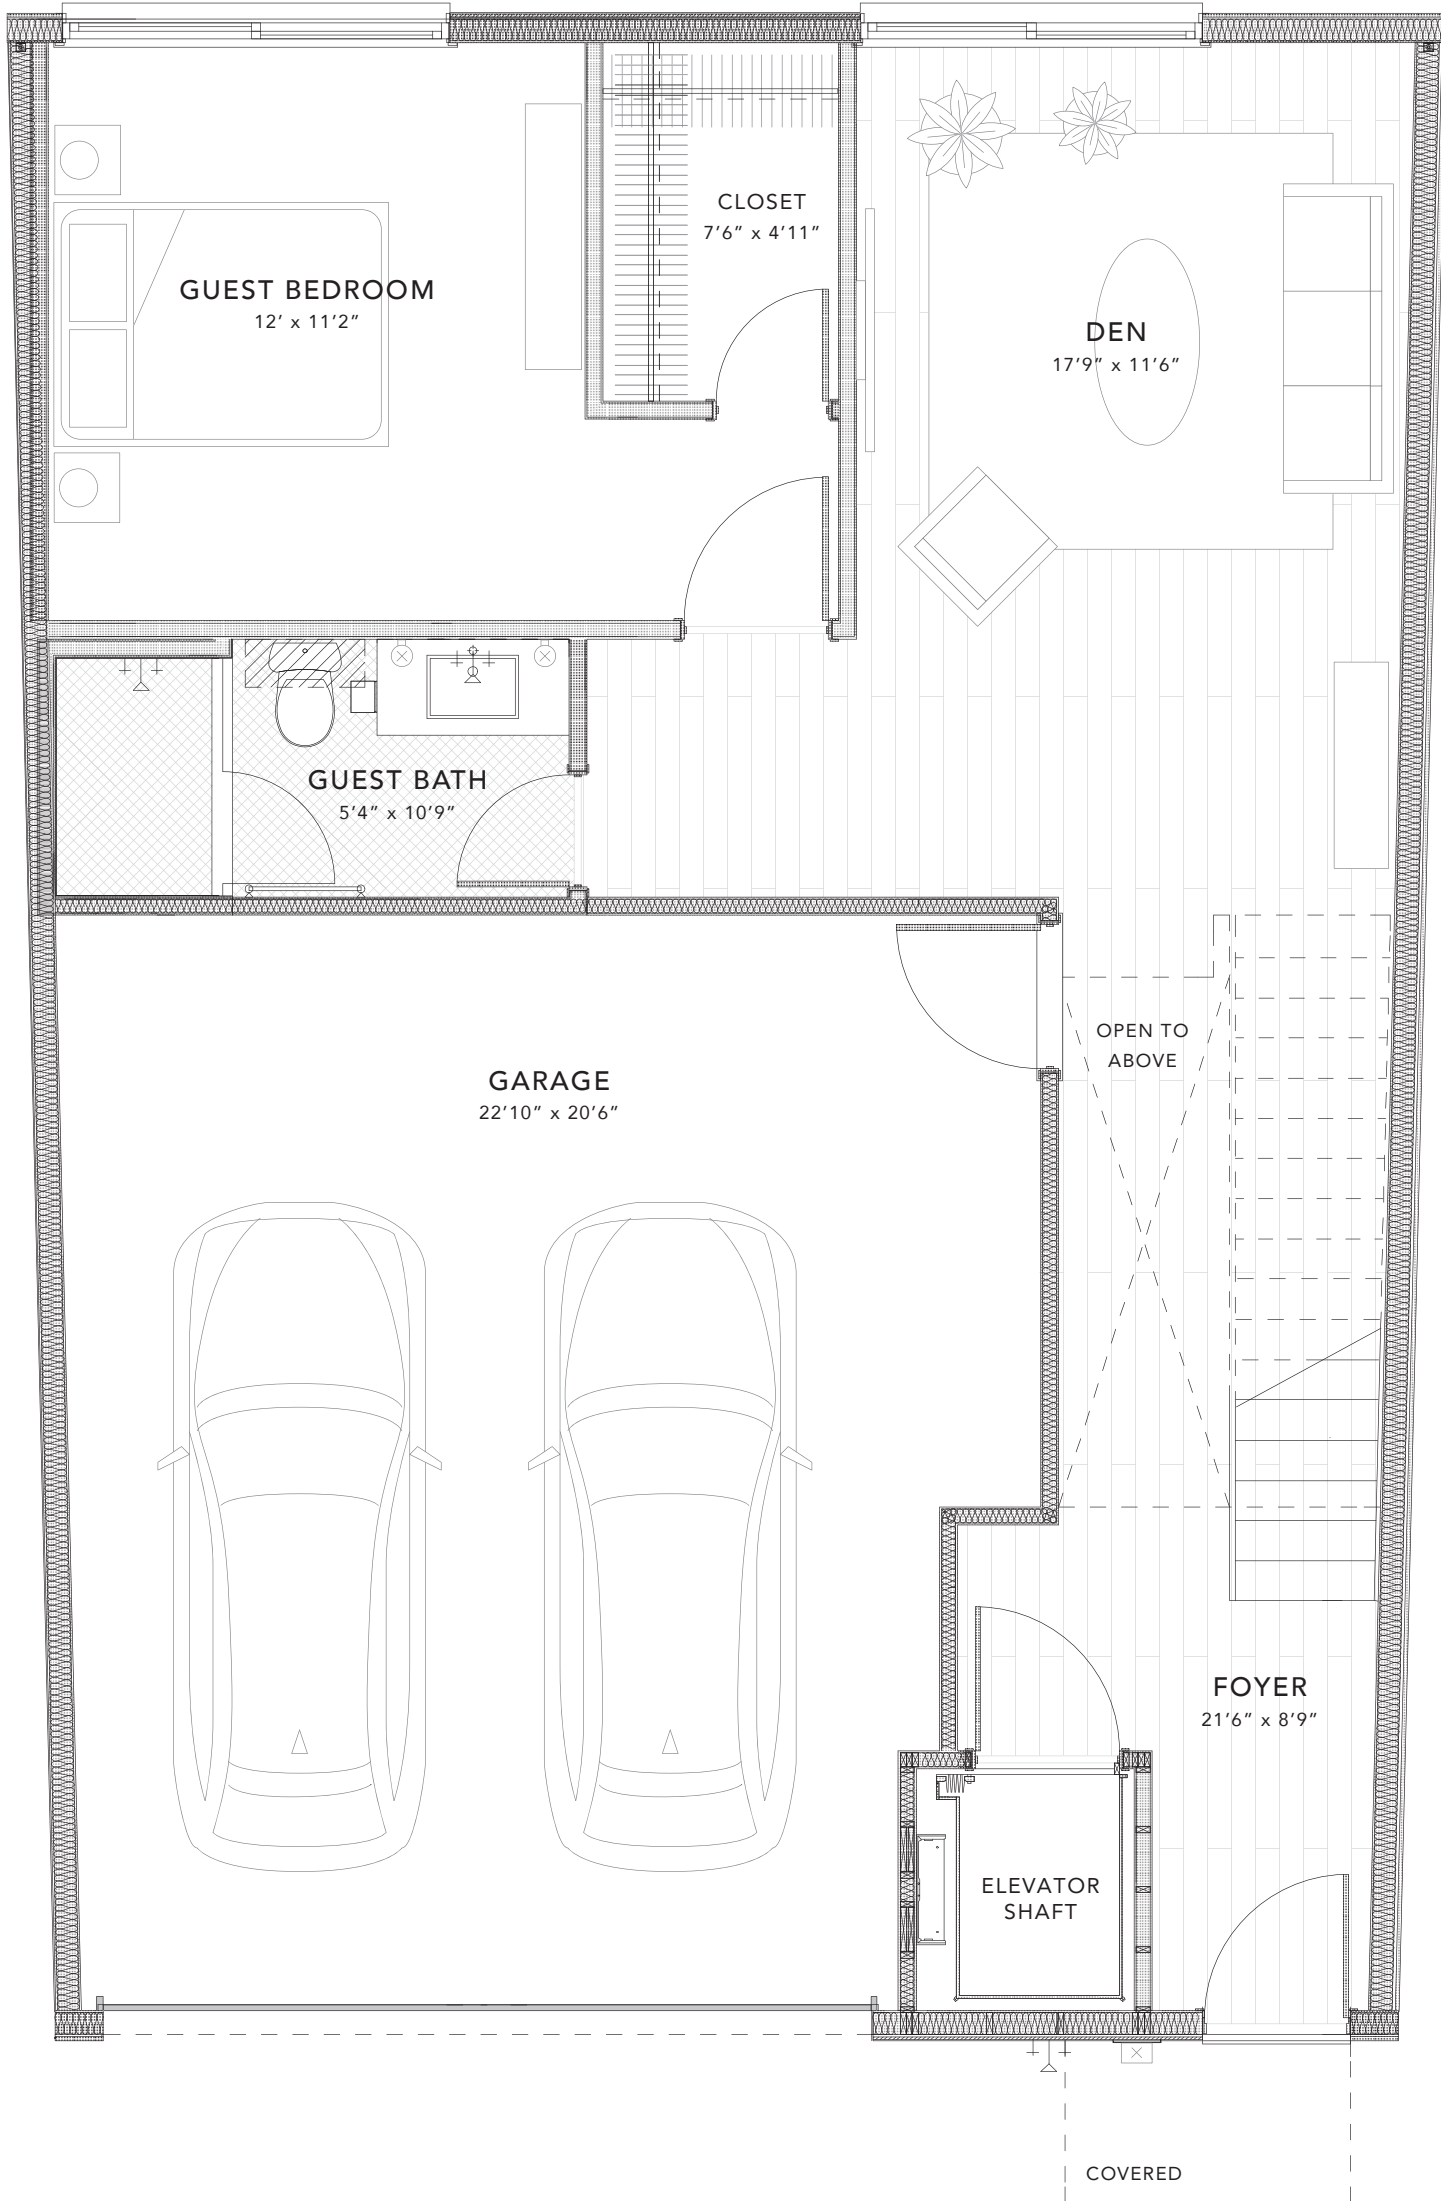 CLOSET
7’6” x 4’11”
GUEST BEDROOM
12’ x 11’2”
DEN
17’9” x 11’6”
GUEST BATH
5’4” x 10’9”
OPEN TO
ABOVE
GARAGE
22’10” x 20’6”
FOYER
21’6” x 8’9”
ELEVATOR
SHAFT
COVERED